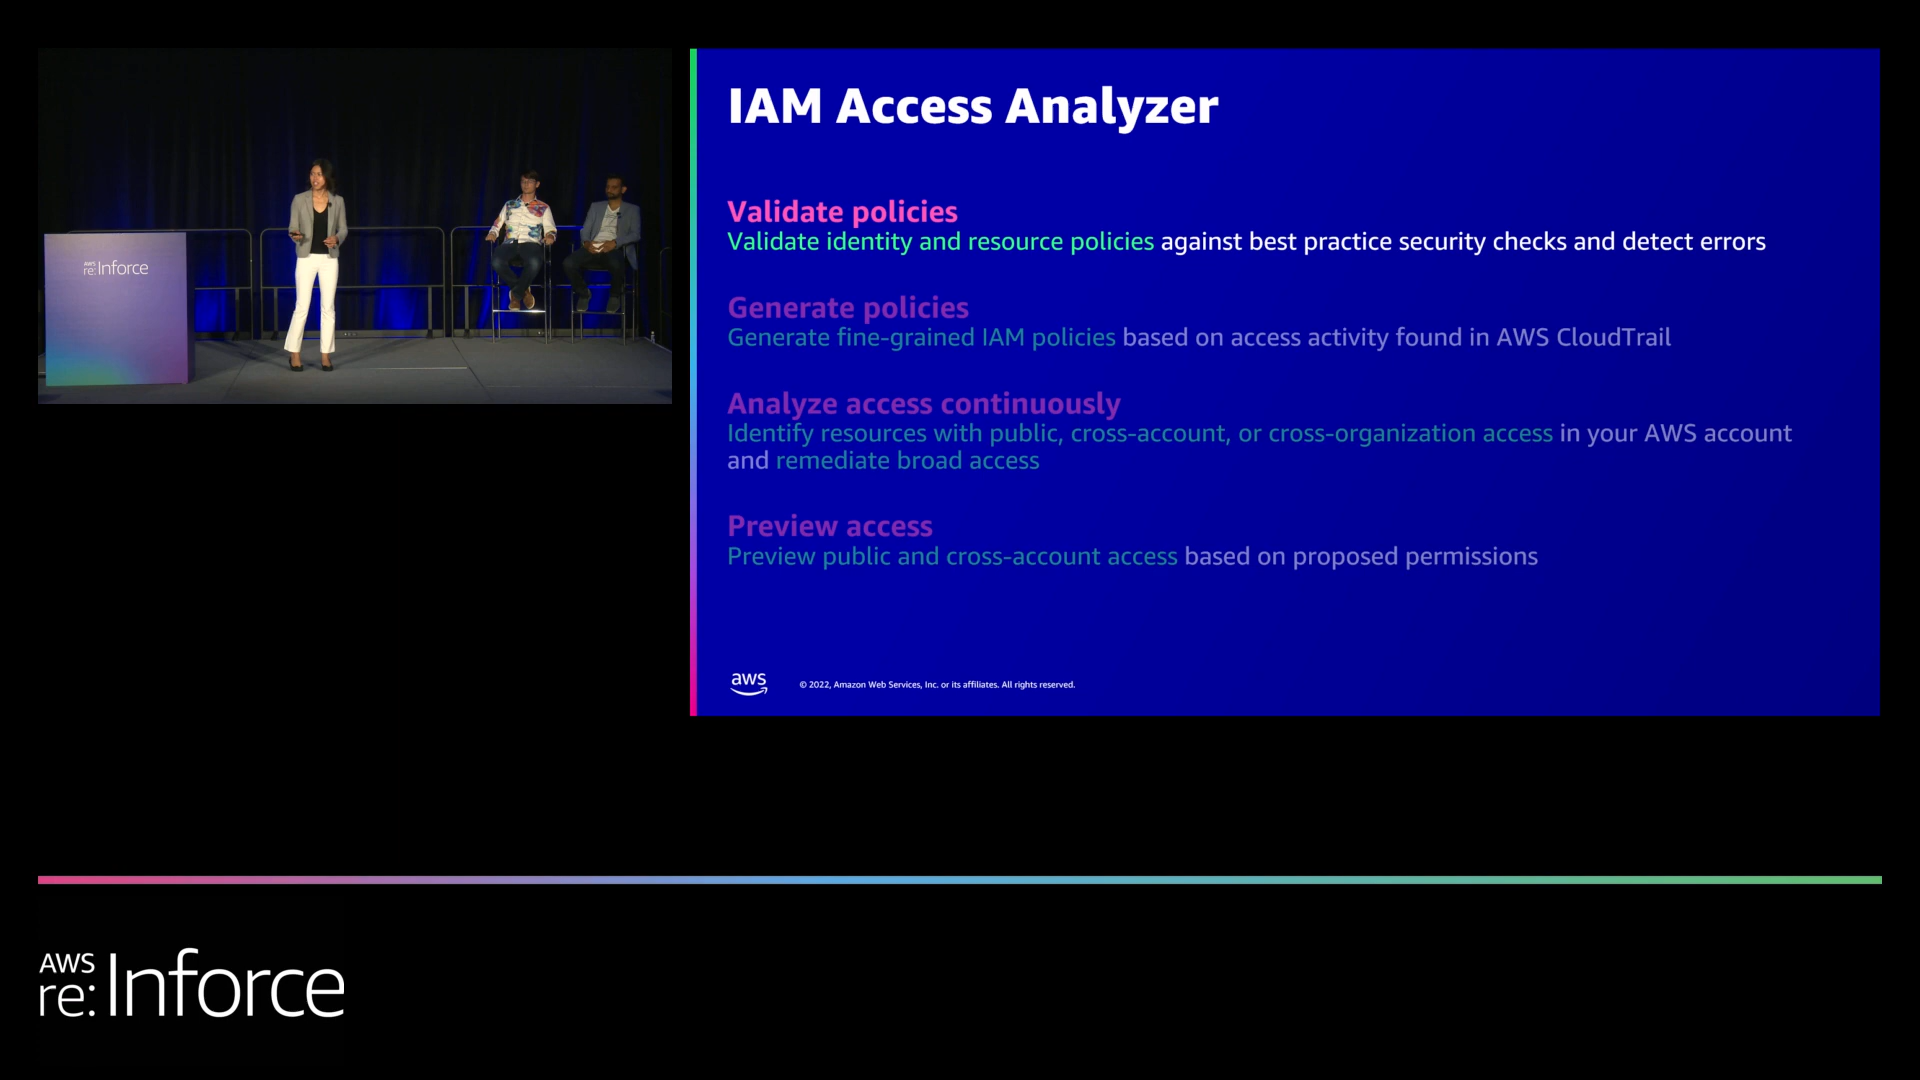 aws
re:Inforce
IAM Access Analyzer
Validate policies
Validate identity and resource policies against best practice security checks and detect errors
Generate policies
Generate fine-grained IAM policies based on access activity found in AWS CloudTrail
Analyze access continuously
Identify resources with public, cross-account, or cross-organization access in your AWS account
and remediate broad access
Preview access
Preview public and cross-account access based on proposed permissions
aws
© 2022, Amazon Web Services, Inc. or its affiliates. All rights reserved.
AWS
re:Inforce